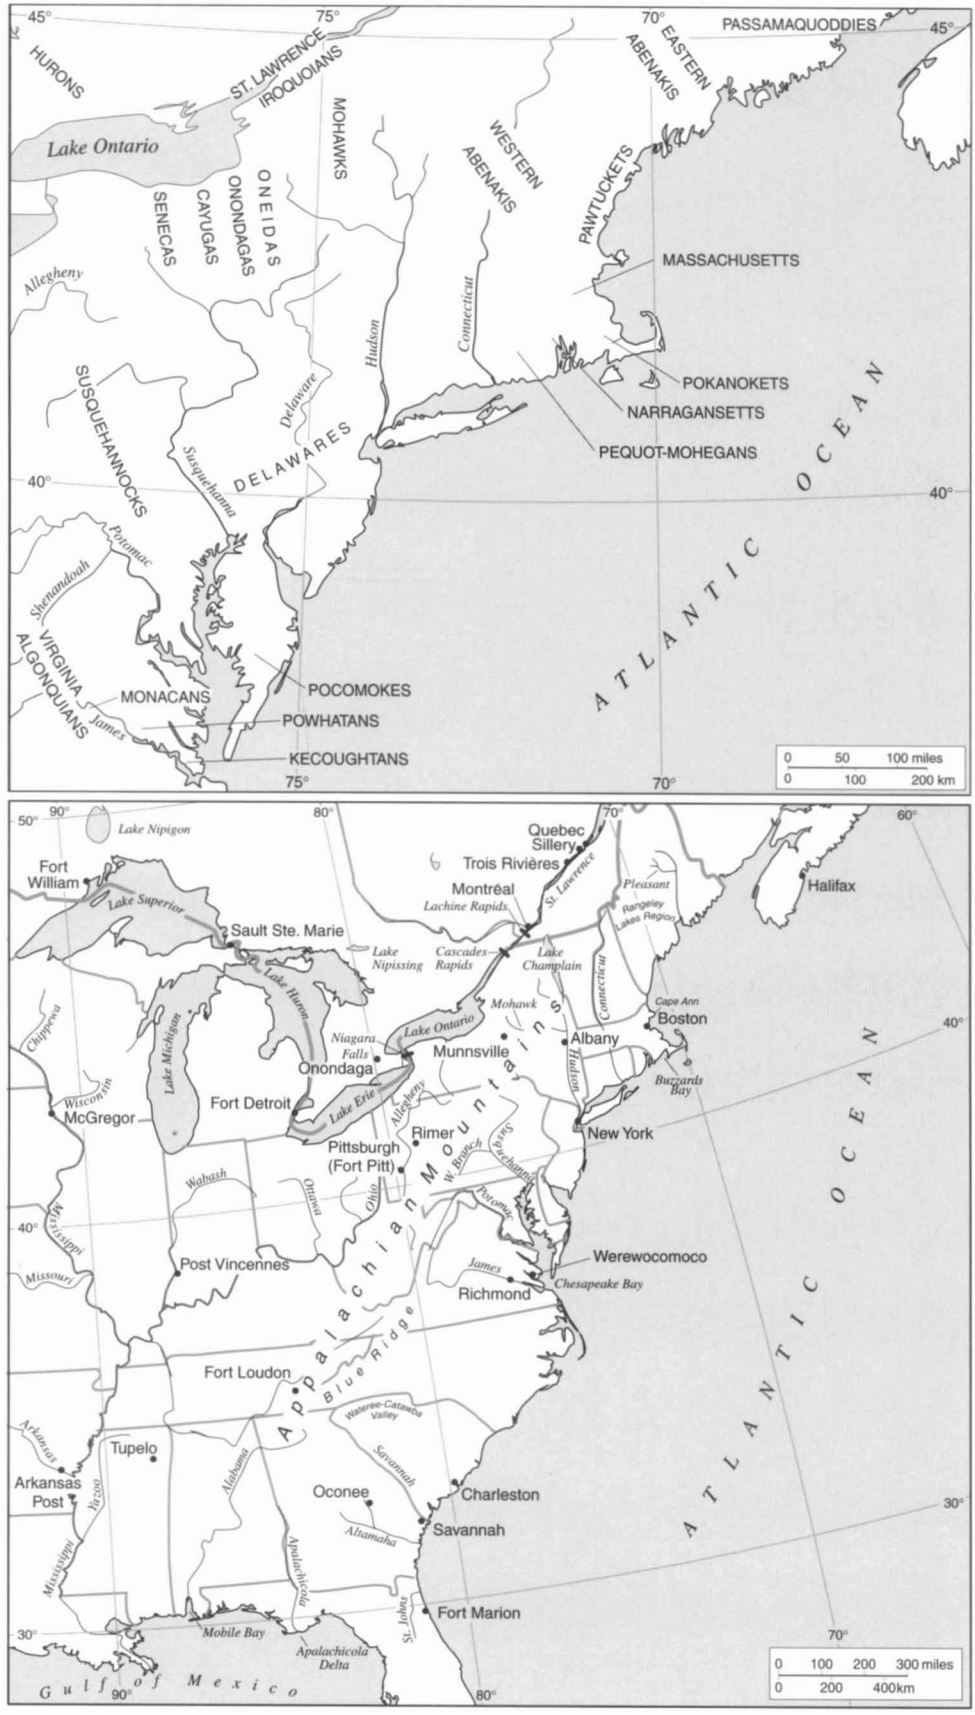 45°
75°
70°
PASSAMAQUODDIES
45°
HURONS
ST. LAWRENCE
IROQUOIANS
EASTERN
ABENAKIS
Lake Ontario
MOHAWKS
WESTERN
ABENAKIS
PAWTUCKETS
SENECAS
CAYUGAS
ONONDAGAS
ONEIDAS
MASSACHUSETTS
Allegheny
Hudson
Connecticut
SUSQUEHANNOCKS
Delaware
POKANOKETS
NARRAGANSETTS
PEQUOT-MOHEGANS
DELAWARES
Susquehanna
40°
40°
ATLANTIC OCEAN
Potomac
Shenandoah
VIRGINIA
ALGONQUIANS
MONACANS
James
POCOMOKES
POWHATANS
KECOUGHTANS
0 50 100 miles
0 100 200 km
75°
70°
90°
80°
70°
60°
50°
Lake Nipigon
Quebec
Sillery
Trois Rivières
St. Lawrence
Fort
William
Lake Superior
Montréal
Lachine Rapids
Pleasant
Rangeley
Lakes Region
Halifax
Sault Ste. Marie
Lake
Nipissing
Cascades
Rapids
Lake
Champlain
Lake Huron
Connecticut
Chippewa
Lake Michigan
Mohawk
Cape Ann
Boston
40°
Niagara
Falls
Lake Ontario
Onondaga
Munnsville
Albany
Hudson
Wisconsin
McGregor
Fort Detroit
Lake Erie
Allegheny
Buzzards
Bay
New York
Rimer
Pittsburgh
(Fort Pitt)
W. Branch
Susquehanna
Wabash
Ottawa
Ohio
Potomac
40°
Mississippi
Missouri
Appalachian Mountains
Post Vincennes
James
Richmond
Werewocomoco
Chesapeake Bay
Blue Ridge
Fort Loudon
Wateree-Catawba
Valley
Arkansas
Tupelo
Arkansas
Post
Yazoo
Alabama
Savannah
Oconee
Charleston
Savannah
Altamaha
ATLANTIC OCEAN
30°
Mississippi
Apalachicola
St. Johns
Fort Marion
30°
Mobile Bay
Apalachicola
Delta
70°
Gulf of Mexico
90°
80°
0 100 200 300 miles
0 200 400km